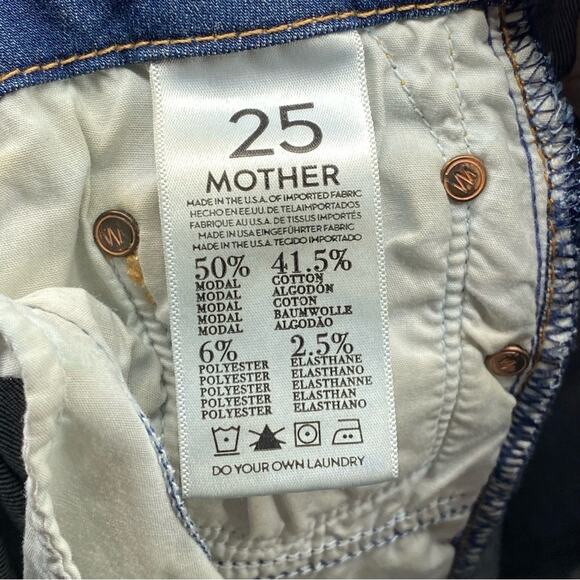 25
MOTHER
MADE IN THE U.S.A. OF IMPORTED FABRIC
HECHO EN EE.UU. DE TELAIMPORTADOS
FABRIQUE AU U.S.A. DE TISSUS IMPORTÉS
MADE IN USA EINGEFÜHRTER FABRIC
MADE IN THE U.S.A. TECIDO IMPORTADO
50% 41.5%
MODAL COTTON
MODAL ALGODÓN
MODAL COTON
MODAL BAUMWOLLE
MODAL ALGODÃO
6% 2.5%
POLYESTER ELASTHANE
POLYESTER ELASTHANO
POLYESTER ELASTHANNE
POLYESTER ELASTHAN
POLYESTER ELASTHANO
DO YOUR OWN LAUNDRY